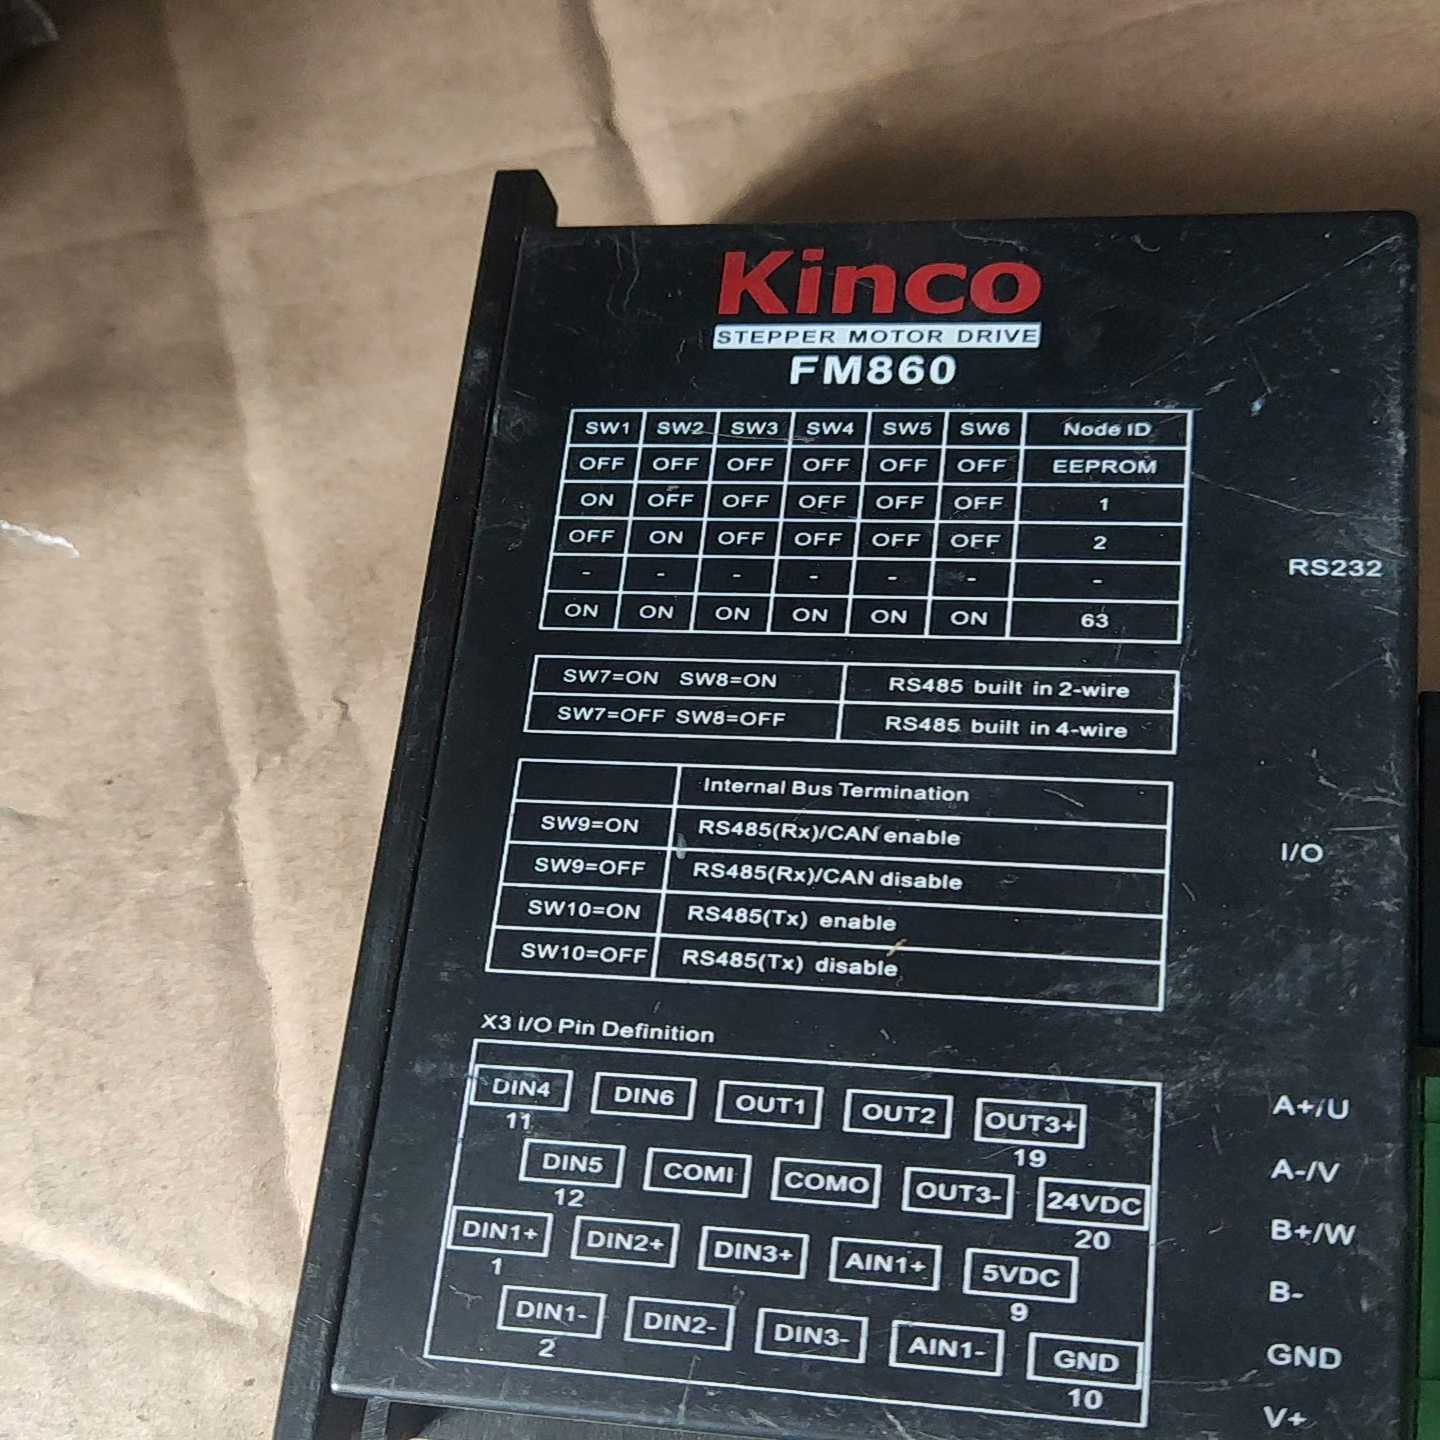 Kinco
STEPPER MOTOR DRIVE
FM860
SW1 SW2 SW3 SW4 SW5 SW6 Node ID
OFF OFF OFF OFF OFF OFF EEPROM
ON OFF OFF OFF OFF OFF 1
OFF ON OFF OFF OFF OFF 2
- - - - - - -
ON ON ON ON ON ON 63
RS232
SW7=ON SW8=ON RS485 built in 2-wire
SW7=OFF SW8=OFF RS485 built in 4-wire
Internal Bus Termination
SW9=ON RS485(Rx)/CAN enable
SW9=OFF RS485(Rx)/CAN disable
SW10=ON RS485(Tx) enable
SW10=OFF RS485(Tx) disable
I/O
X3 I/O Pin Definition
DIN4 DIN6 OUT1 OUT2 OUT3+
11 19
DIN5 COMI COMO OUT3- 24VDC
12 20
DIN1+ DIN2+ DIN3+ AIN1+ 5VDC
1 9
DIN1- DIN2- DIN3- AIN1- GND
2 10
A+/U
A-/V
B+/W
B-
GND
V+